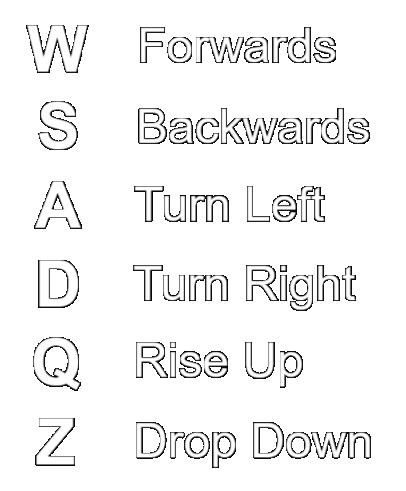 W Forwards
S Backwards
A Turn Left
D Turn Right
Q Rise Up
Z Drop Down